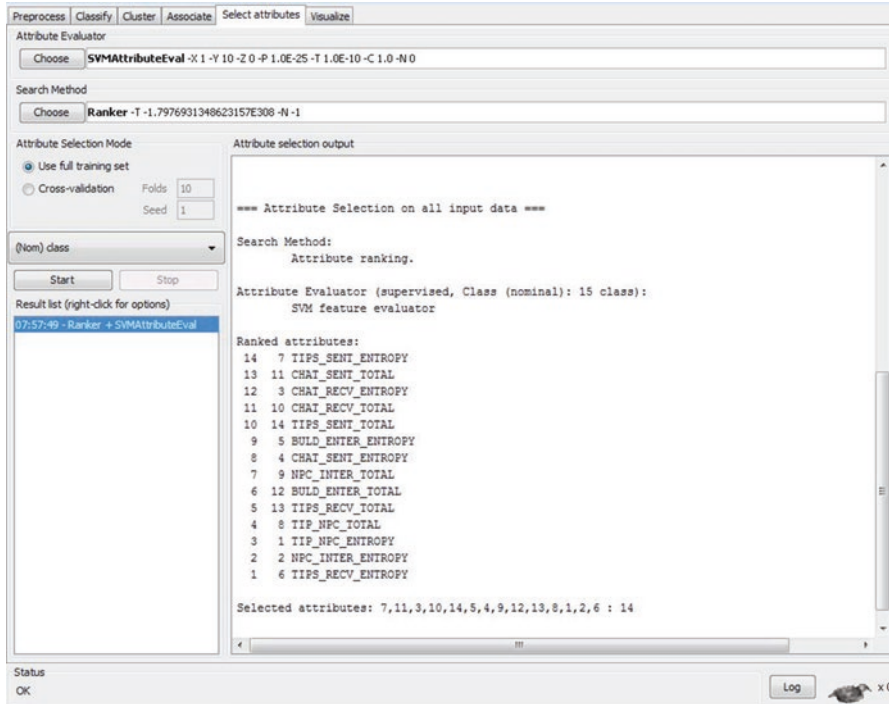 Preprocess Classify Cluster Associate Select attributes Visualize
Attribute Evaluator
Choose SVMAttributeEval -X 1 -Y 10 -Z 0 -P 1.0E-25 -T 1.0E-10 -C 1.0 -N 0
Search Method
Choose Ranker -T -1.7976931348623157E308 -N -1
Attribute Selection Mode
Use full training set
Cross-validation Folds 10
Seed 1
(Nom) class
Start Stop
Result list (right-click for options)
07:57:49 - Ranker + SVMAttributeEval
Attribute selection output
=== Attribute Selection on all input data ===
Search Method:
Attribute ranking.
Attribute Evaluator (supervised, Class (nominal): 15 class):
SVM feature evaluator
Ranked attributes:
14 7 TIPS_SENT_ENTROPY
13 11 CHAT_SENT_TOTAL
12 3 CHAT_RECV_ENTROPY
11 10 CHAT_RECV_TOTAL
10 14 TIPS_SENT_TOTAL
9 5 BULD_ENTER_ENTROPY
8 4 CHAT_SENT_ENTROPY
7 9 NPC_INTER_TOTAL
6 12 BULD_ENTER_TOTAL
5 13 TIPS_RECV_TOTAL
4 8 TIP_NPC_TOTAL
3 1 TIP_NPC_ENTROPY
2 2 NPC_INTER_ENTROPY
1 6 TIPS_RECV_ENTROPY
Selected attributes: 7,11,3,10,14,5,4,9,12,13,8,1,2,6 : 14
Status
OK
Log